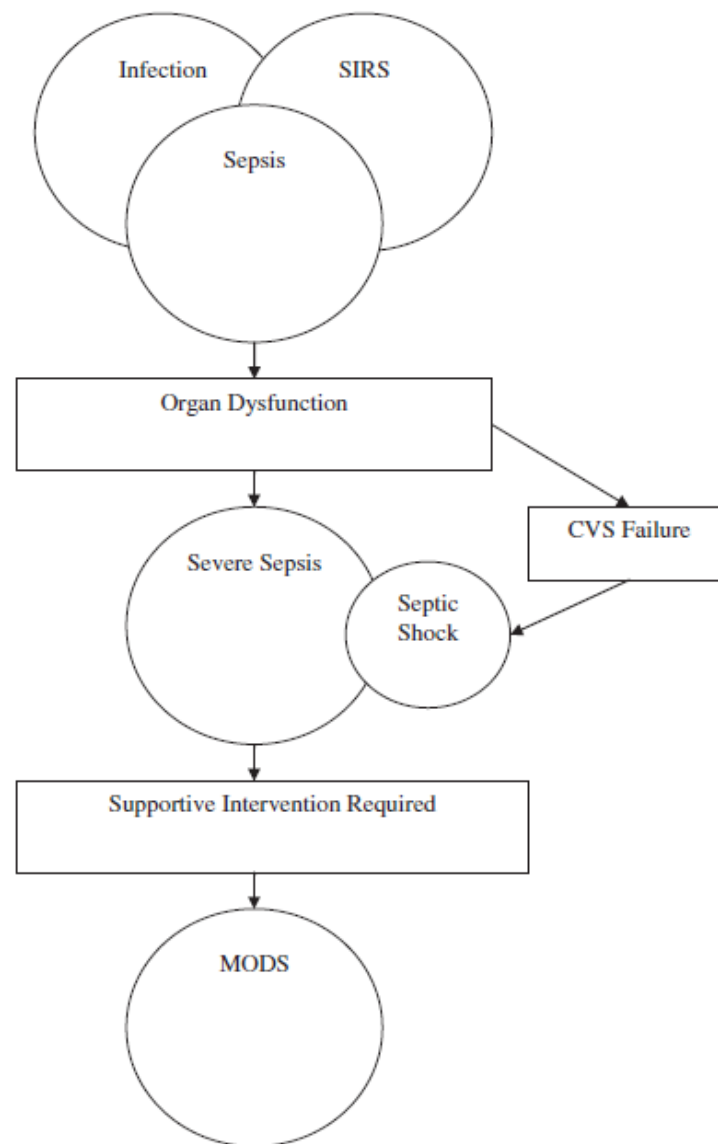 Infection
SIRS
Sepsis
Organ Dysfunction
CVS Failure
Severe Sepsis
Septic
Shock
Supportive Intervention Required
MODS